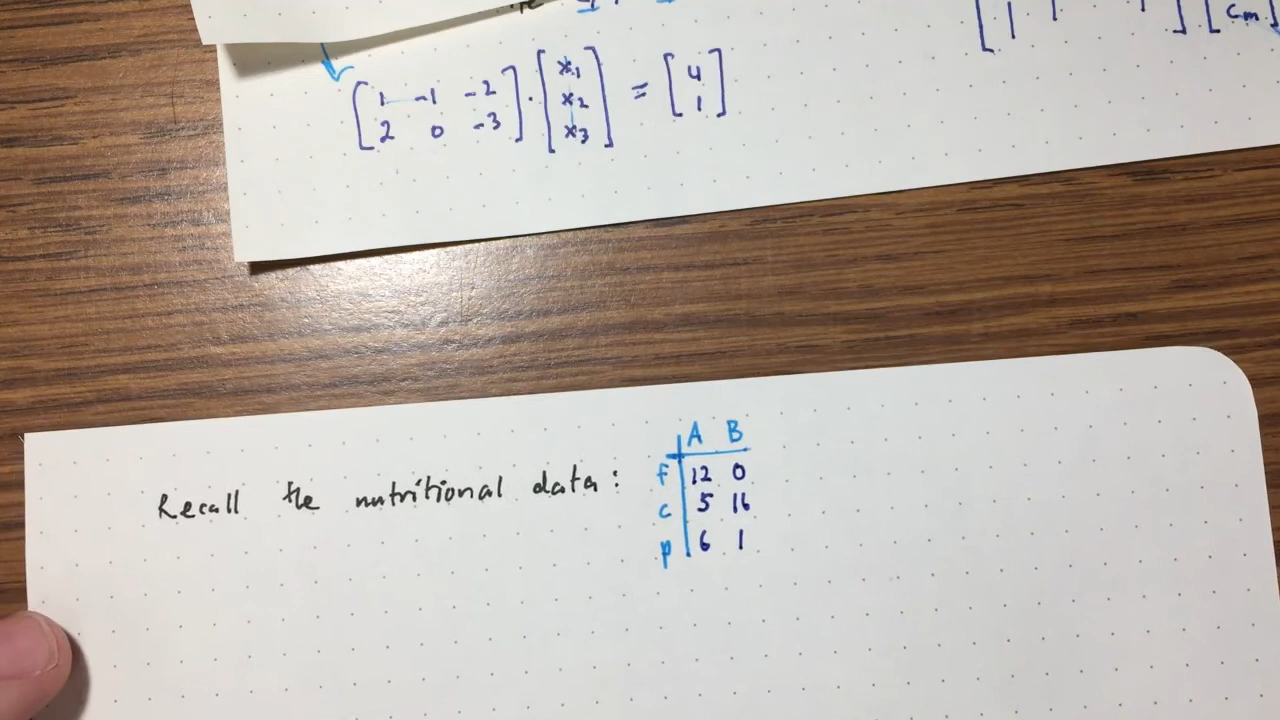 [1 -1 -2] · [x₁] = [4]
[2 0 -3] [x₂] [1]
[x₃]
cₘ
Recall the nutritional data:
A B
f 12 0
c 5 16
p 6 1